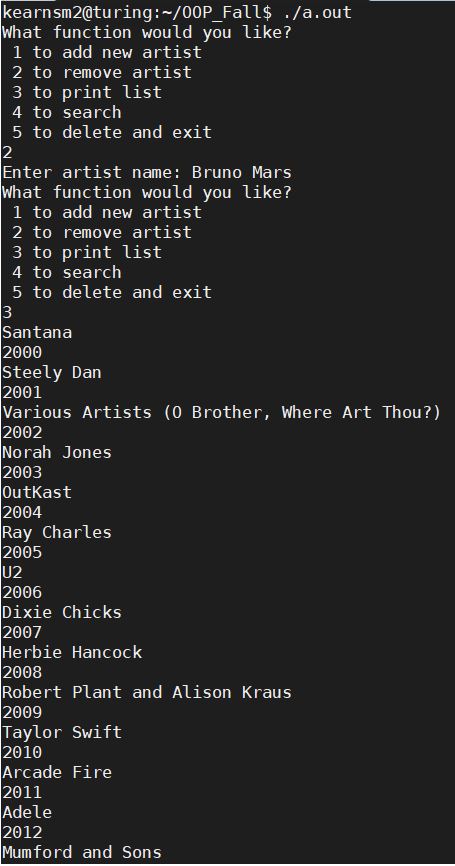 kearnsm2@turing:~/OOP_Fall$ ./a.out
What function would you like?
 1 to add new artist
 2 to remove artist
 3 to print list
 4 to search
 5 to delete and exit
2
Enter artist name: Bruno Mars
What function would you like?
 1 to add new artist
 2 to remove artist
 3 to print list
 4 to search
 5 to delete and exit
3
Santana
2000
Steely Dan
2001
Various Artists (O Brother, Where Art Thou?)
2002
Norah Jones
2003
OutKast
2004
Ray Charles
2005
U2
2006
Dixie Chicks
2007
Herbie Hancock
2008
Robert Plant and Alison Kraus
2009
Taylor Swift
2010
Arcade Fire
2011
Adele
2012
Mumford and Sons